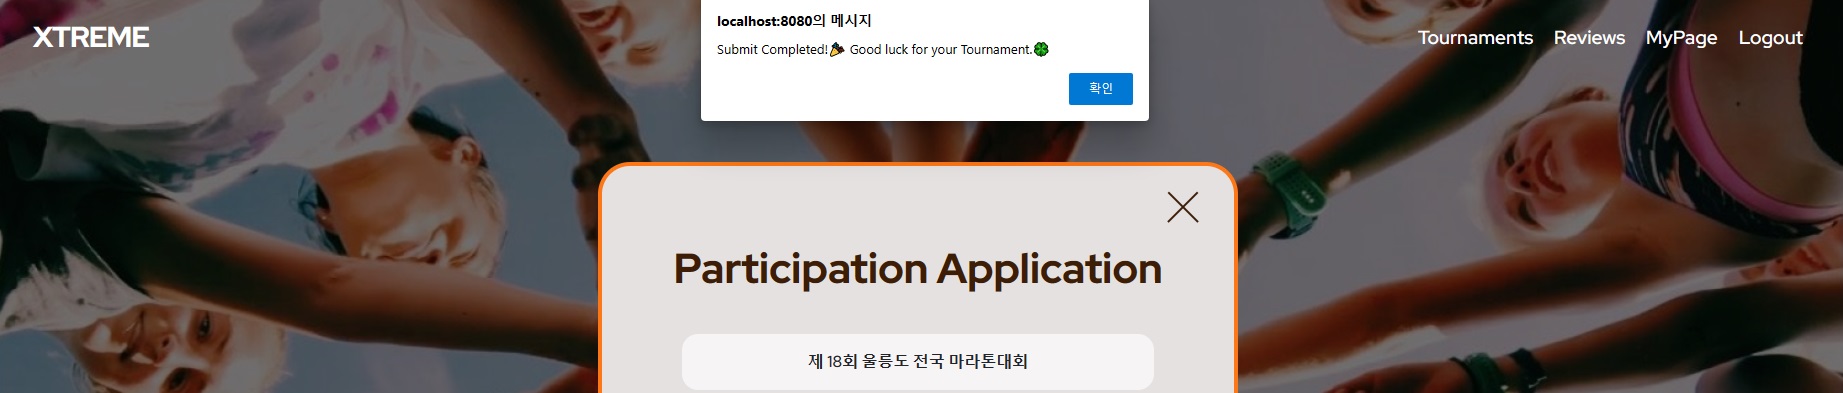 XTREME
Tournaments Reviews MyPage Logout
localhost:8080의 메시지
Submit Completed!🎉 Good luck for your Tournament.🍀
확인
Participation Application
제 18회 울릉도 전국 마라톤대회